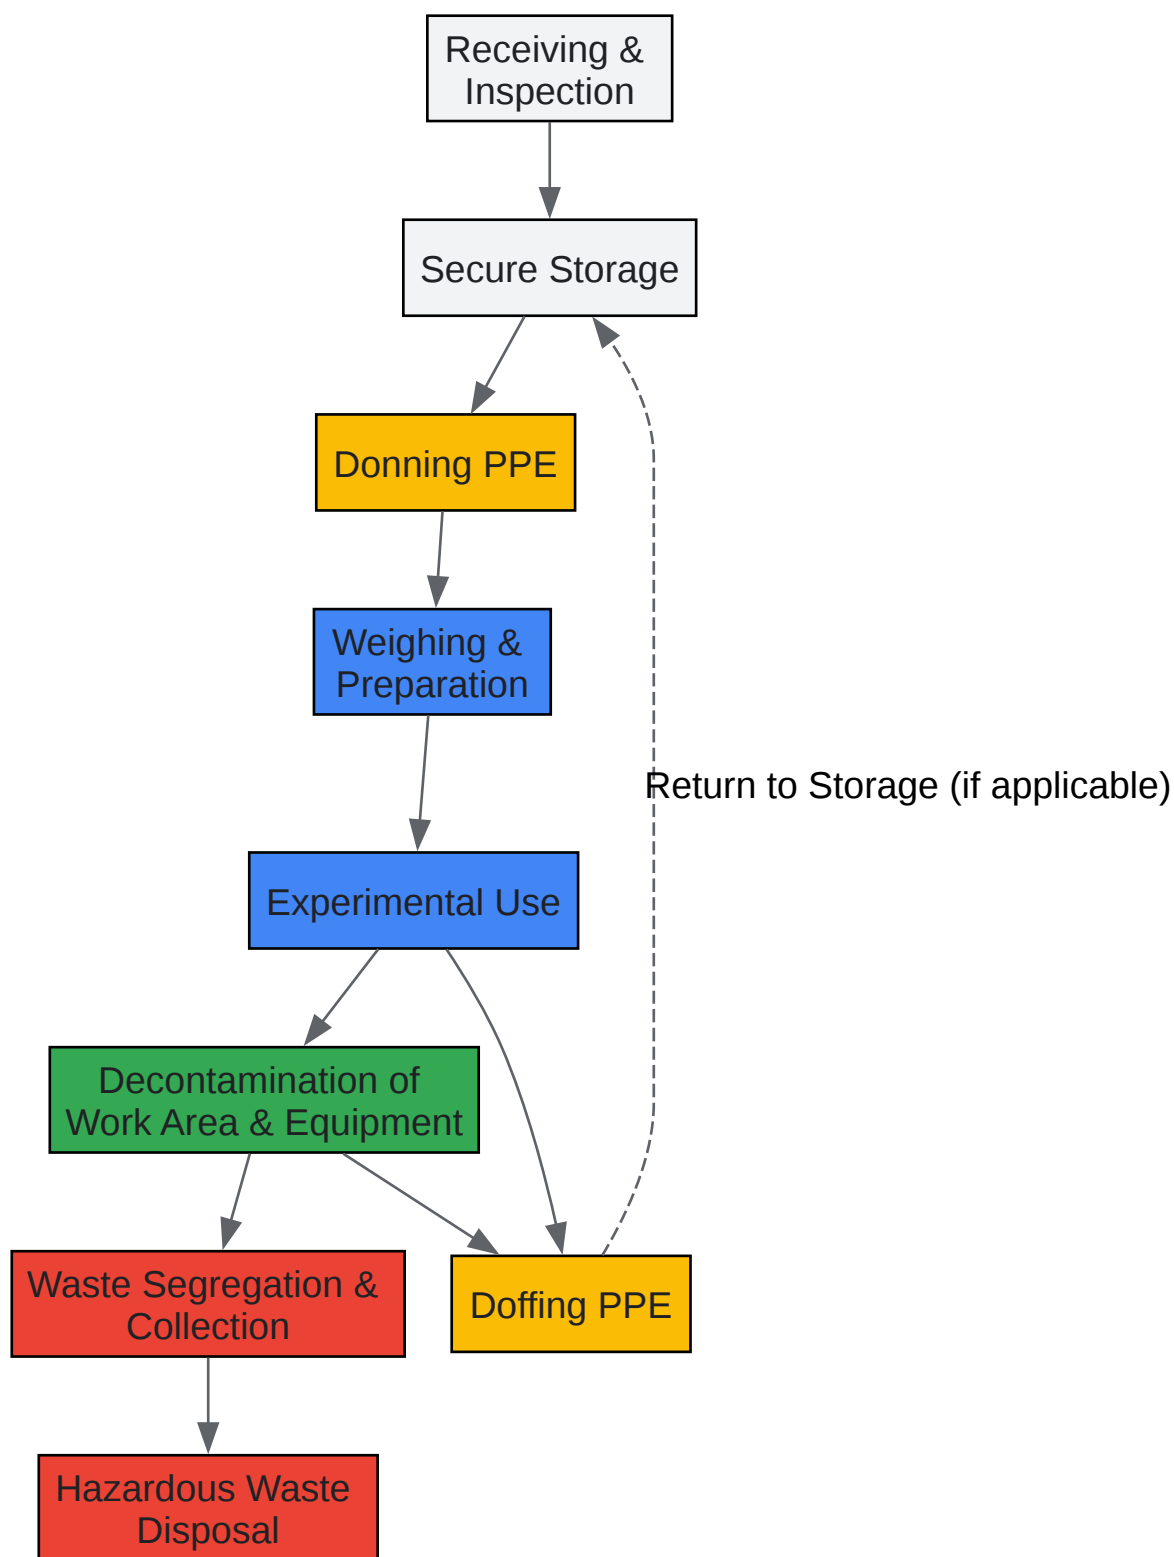 Receiving &
Inspection
Secure Storage
Donning PPE
Weighing &
Preparation
Return to Storage (if applicable)
Experimental Use
Decontamination of
Work Area & Equipment
Waste Segregation &
Collection
Doffing PPE
Hazardous Waste
Disposal